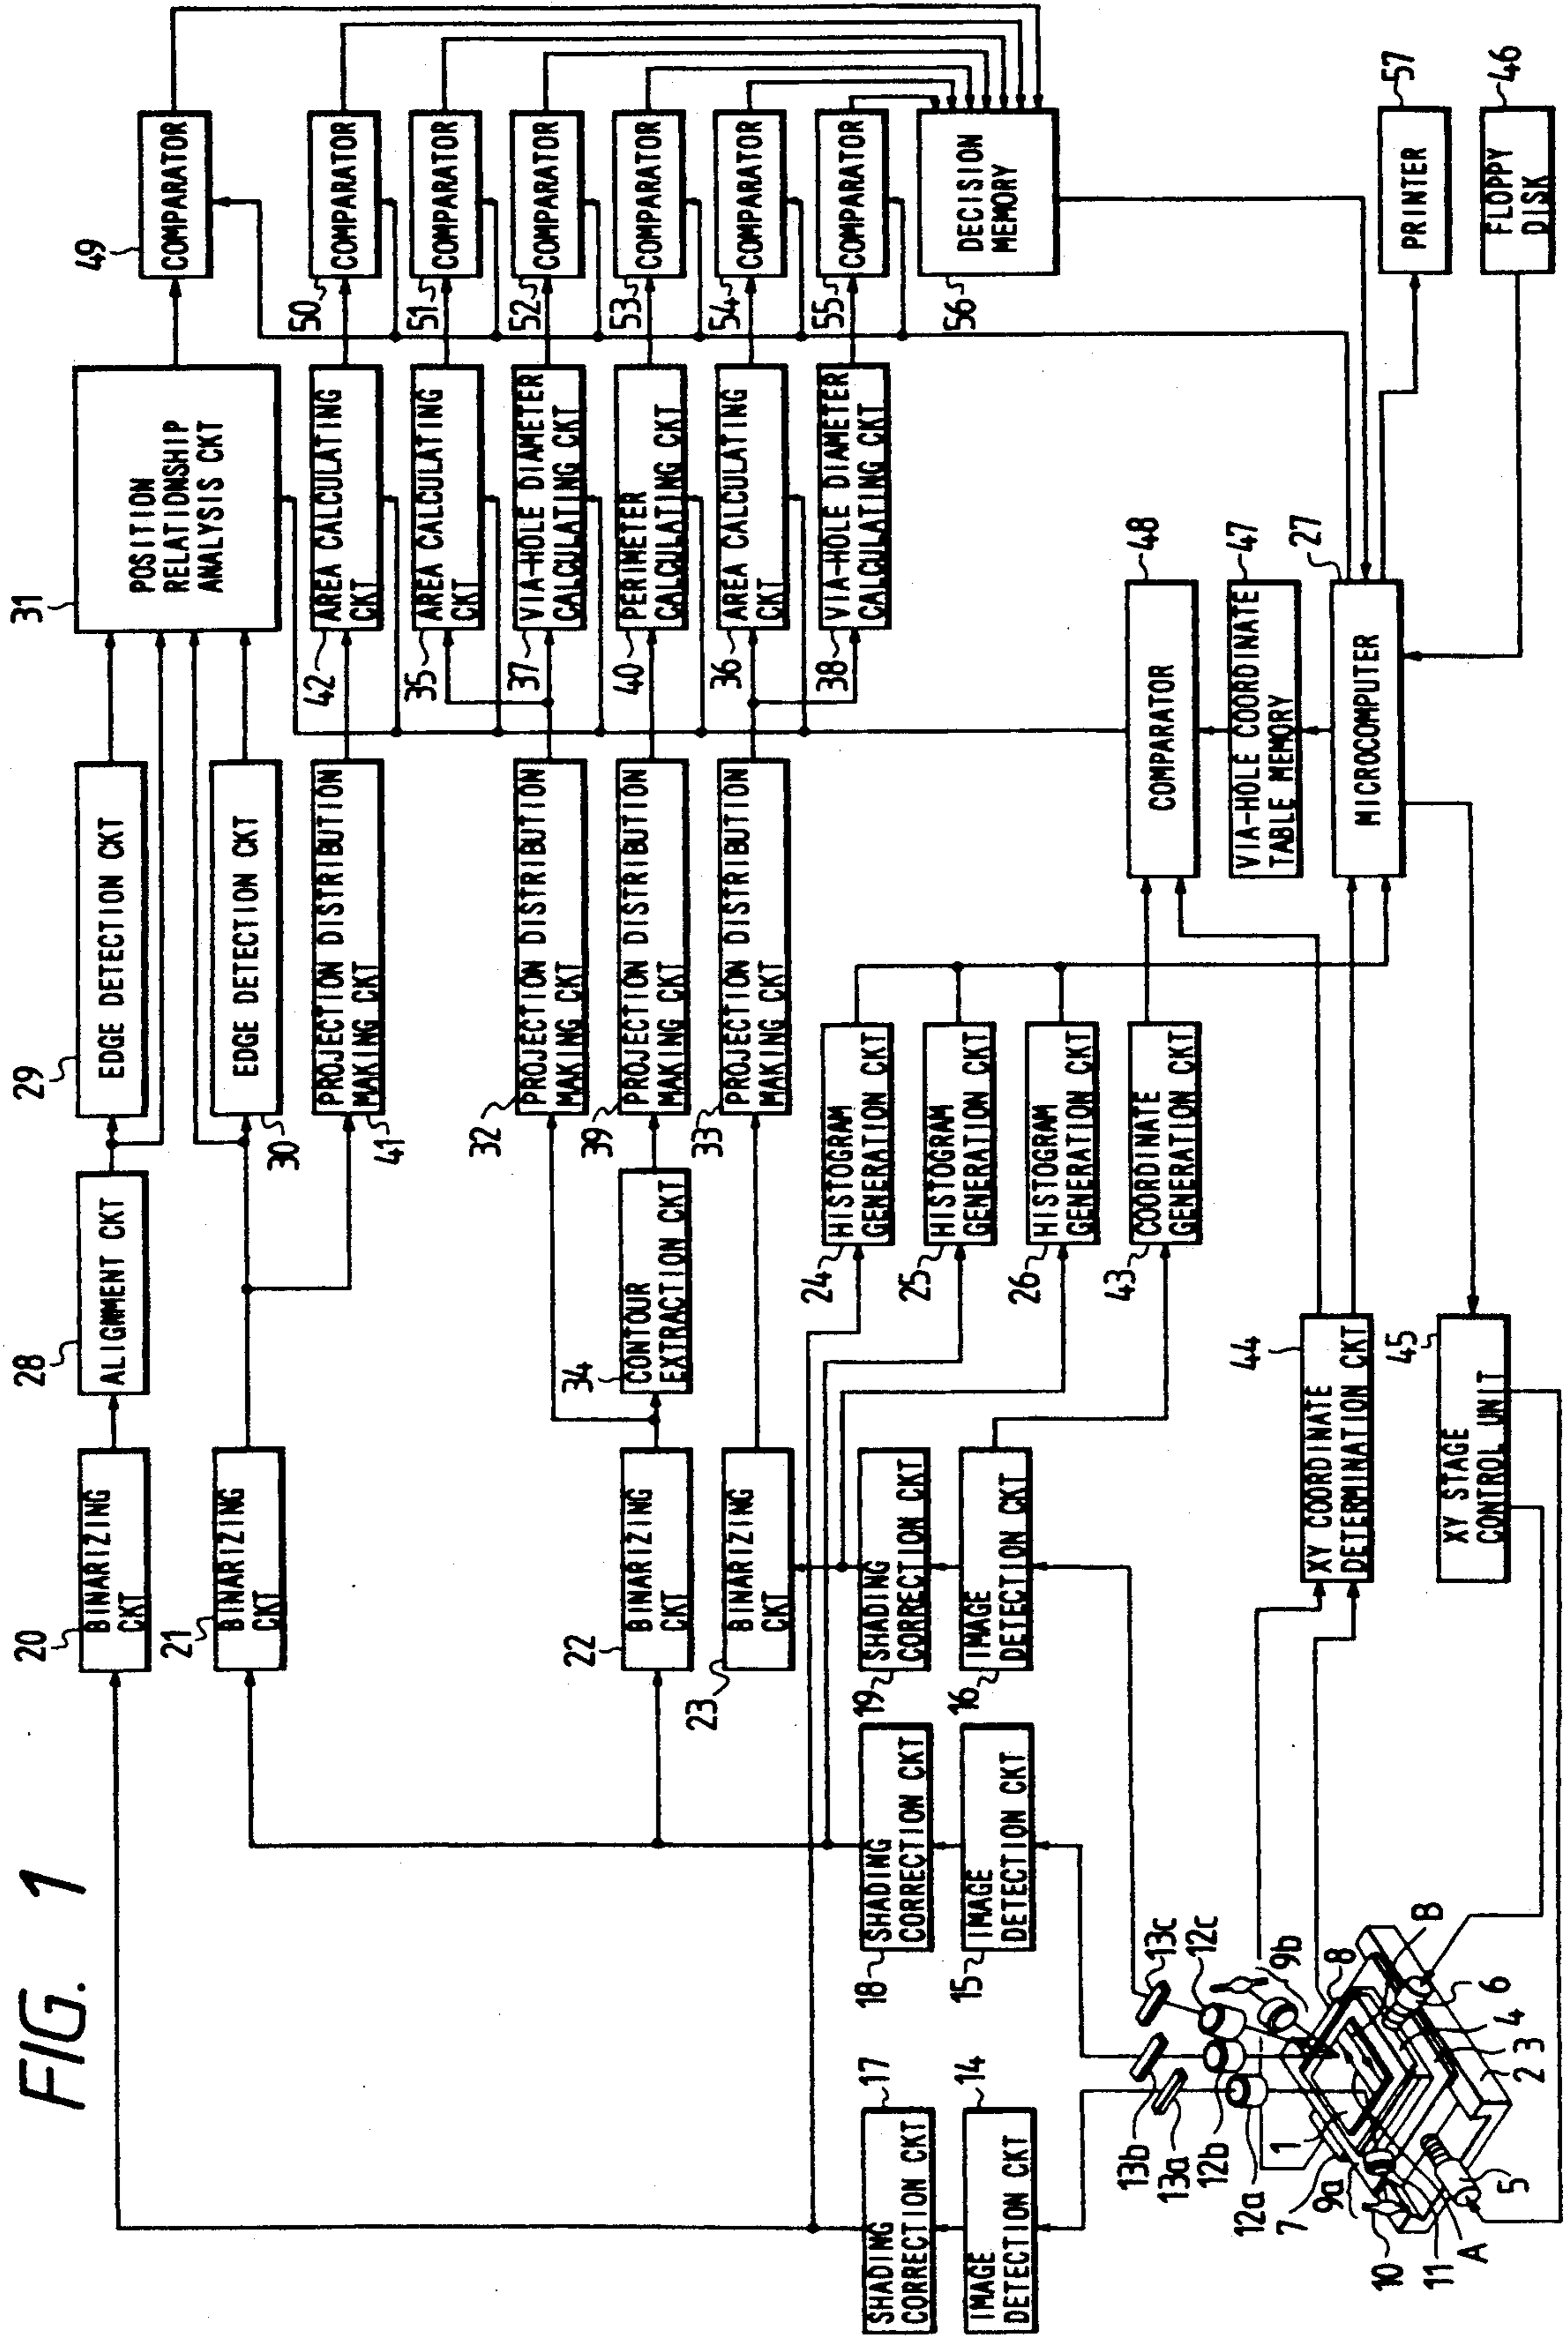 FIG. 1
20
BINARIZING
CKT
28
ALIGNMENT CKT
29
EDGE DETECTION CKT
31
POSITION
RELATIONSHIP
ANALYSIS CKT
49
COMPARATOR
21
BINARIZING
CKT
30
EDGE DETECTION CKT
41
PROJECTION DISTRIBUTION
MAKING CKT
42
AREA CALCULATING
CKT
50
COMPARATOR
35
AREA CALCULATING
CKT
51
COMPARATOR
32
PROJECTION DISTRIBUTION
MAKING CKT
37
VIA-HOLE DIAMETER
CALCULATING CKT
52
COMPARATOR
22
BINARIZING
CKT
34
CONTOUR
EXTRACTION CKT
39
PROJECTION DISTRIBUTION
MAKING CKT
40
PERIMETER
CALCULATING CKT
53
COMPARATOR
23
BINARIZING
CKT
33
PROJECTION DISTRIBUTION
MAKING CKT
36
AREA CALCULATING
CKT
54
COMPARATOR
38
VIA-HOLE DIAMETER
CALCULATING CKT
55
COMPARATOR
56
DECISION
MEMORY
17
SHADING
CORRECTION CKT
18
SHADING
CORRECTION CKT
19
SHADING
CORRECTION CKT
24
HISTOGRAM
GENERATION CKT
14
IMAGE
DETECTION CKT
15
IMAGE
DETECTION CKT
16
IMAGE
DETECTION CKT
25
HISTOGRAM
GENERATION CKT
26
HISTOGRAM
GENERATION CKT
43
COORDINATE
GENERATION CKT
48
COMPARATOR
47
VIA-HOLE COORDINATE
TABLE MEMORY
27
MICROCOMPUTER
57
PRINTER
46
FLOPPY
DISK
44
XY COORDINATE
DETERMINATION CKT
45
XY STAGE
CONTROL UNIT
13b
13a
12b
12a
13c
12c
9b
8
B
6
4
3
2
1
7
9a
10
11
A
5